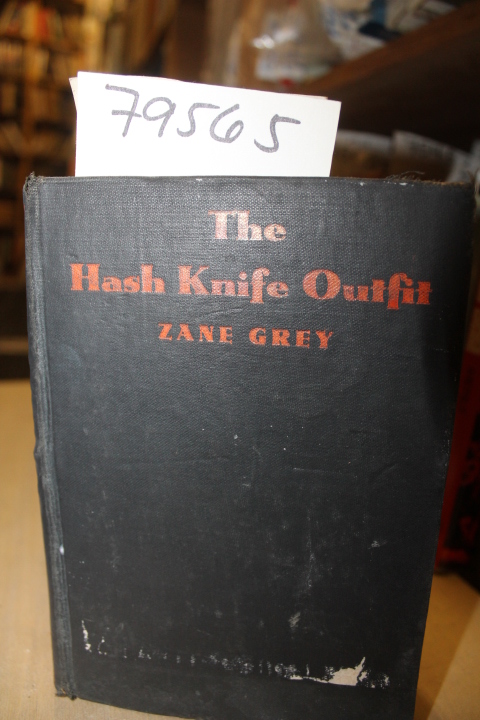 79565
The
Hash Knife Outfit
ZANE GREY